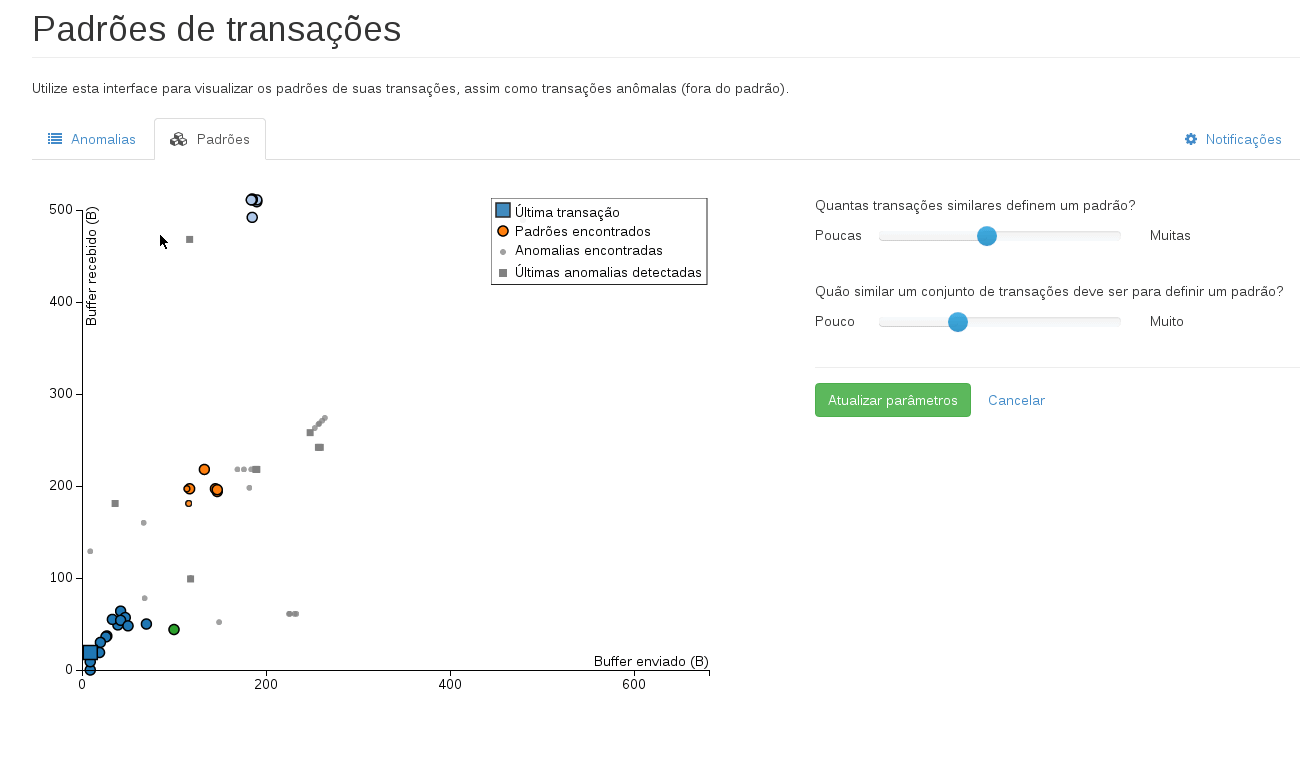 Padrões de transações
Utilize esta interface para visualizar os padrões de suas transações, assim como transações anômalas (fora do padrão).
Anomalias
Padrões
Notificações
500
400
300
200
100
0
Buffer recebido (B)
Última transação
Padrões encontrados
Anomalias encontradas
Últimas anomalias detectadas
Buffer enviado (B)
0
200
400
600
Quantas transações similares definem um padrão?
Poucas
Muitas
Quão similar um conjunto de transações deve ser para definir um padrão?
Pouco
Muito
Atualizar parâmetros
Cancelar